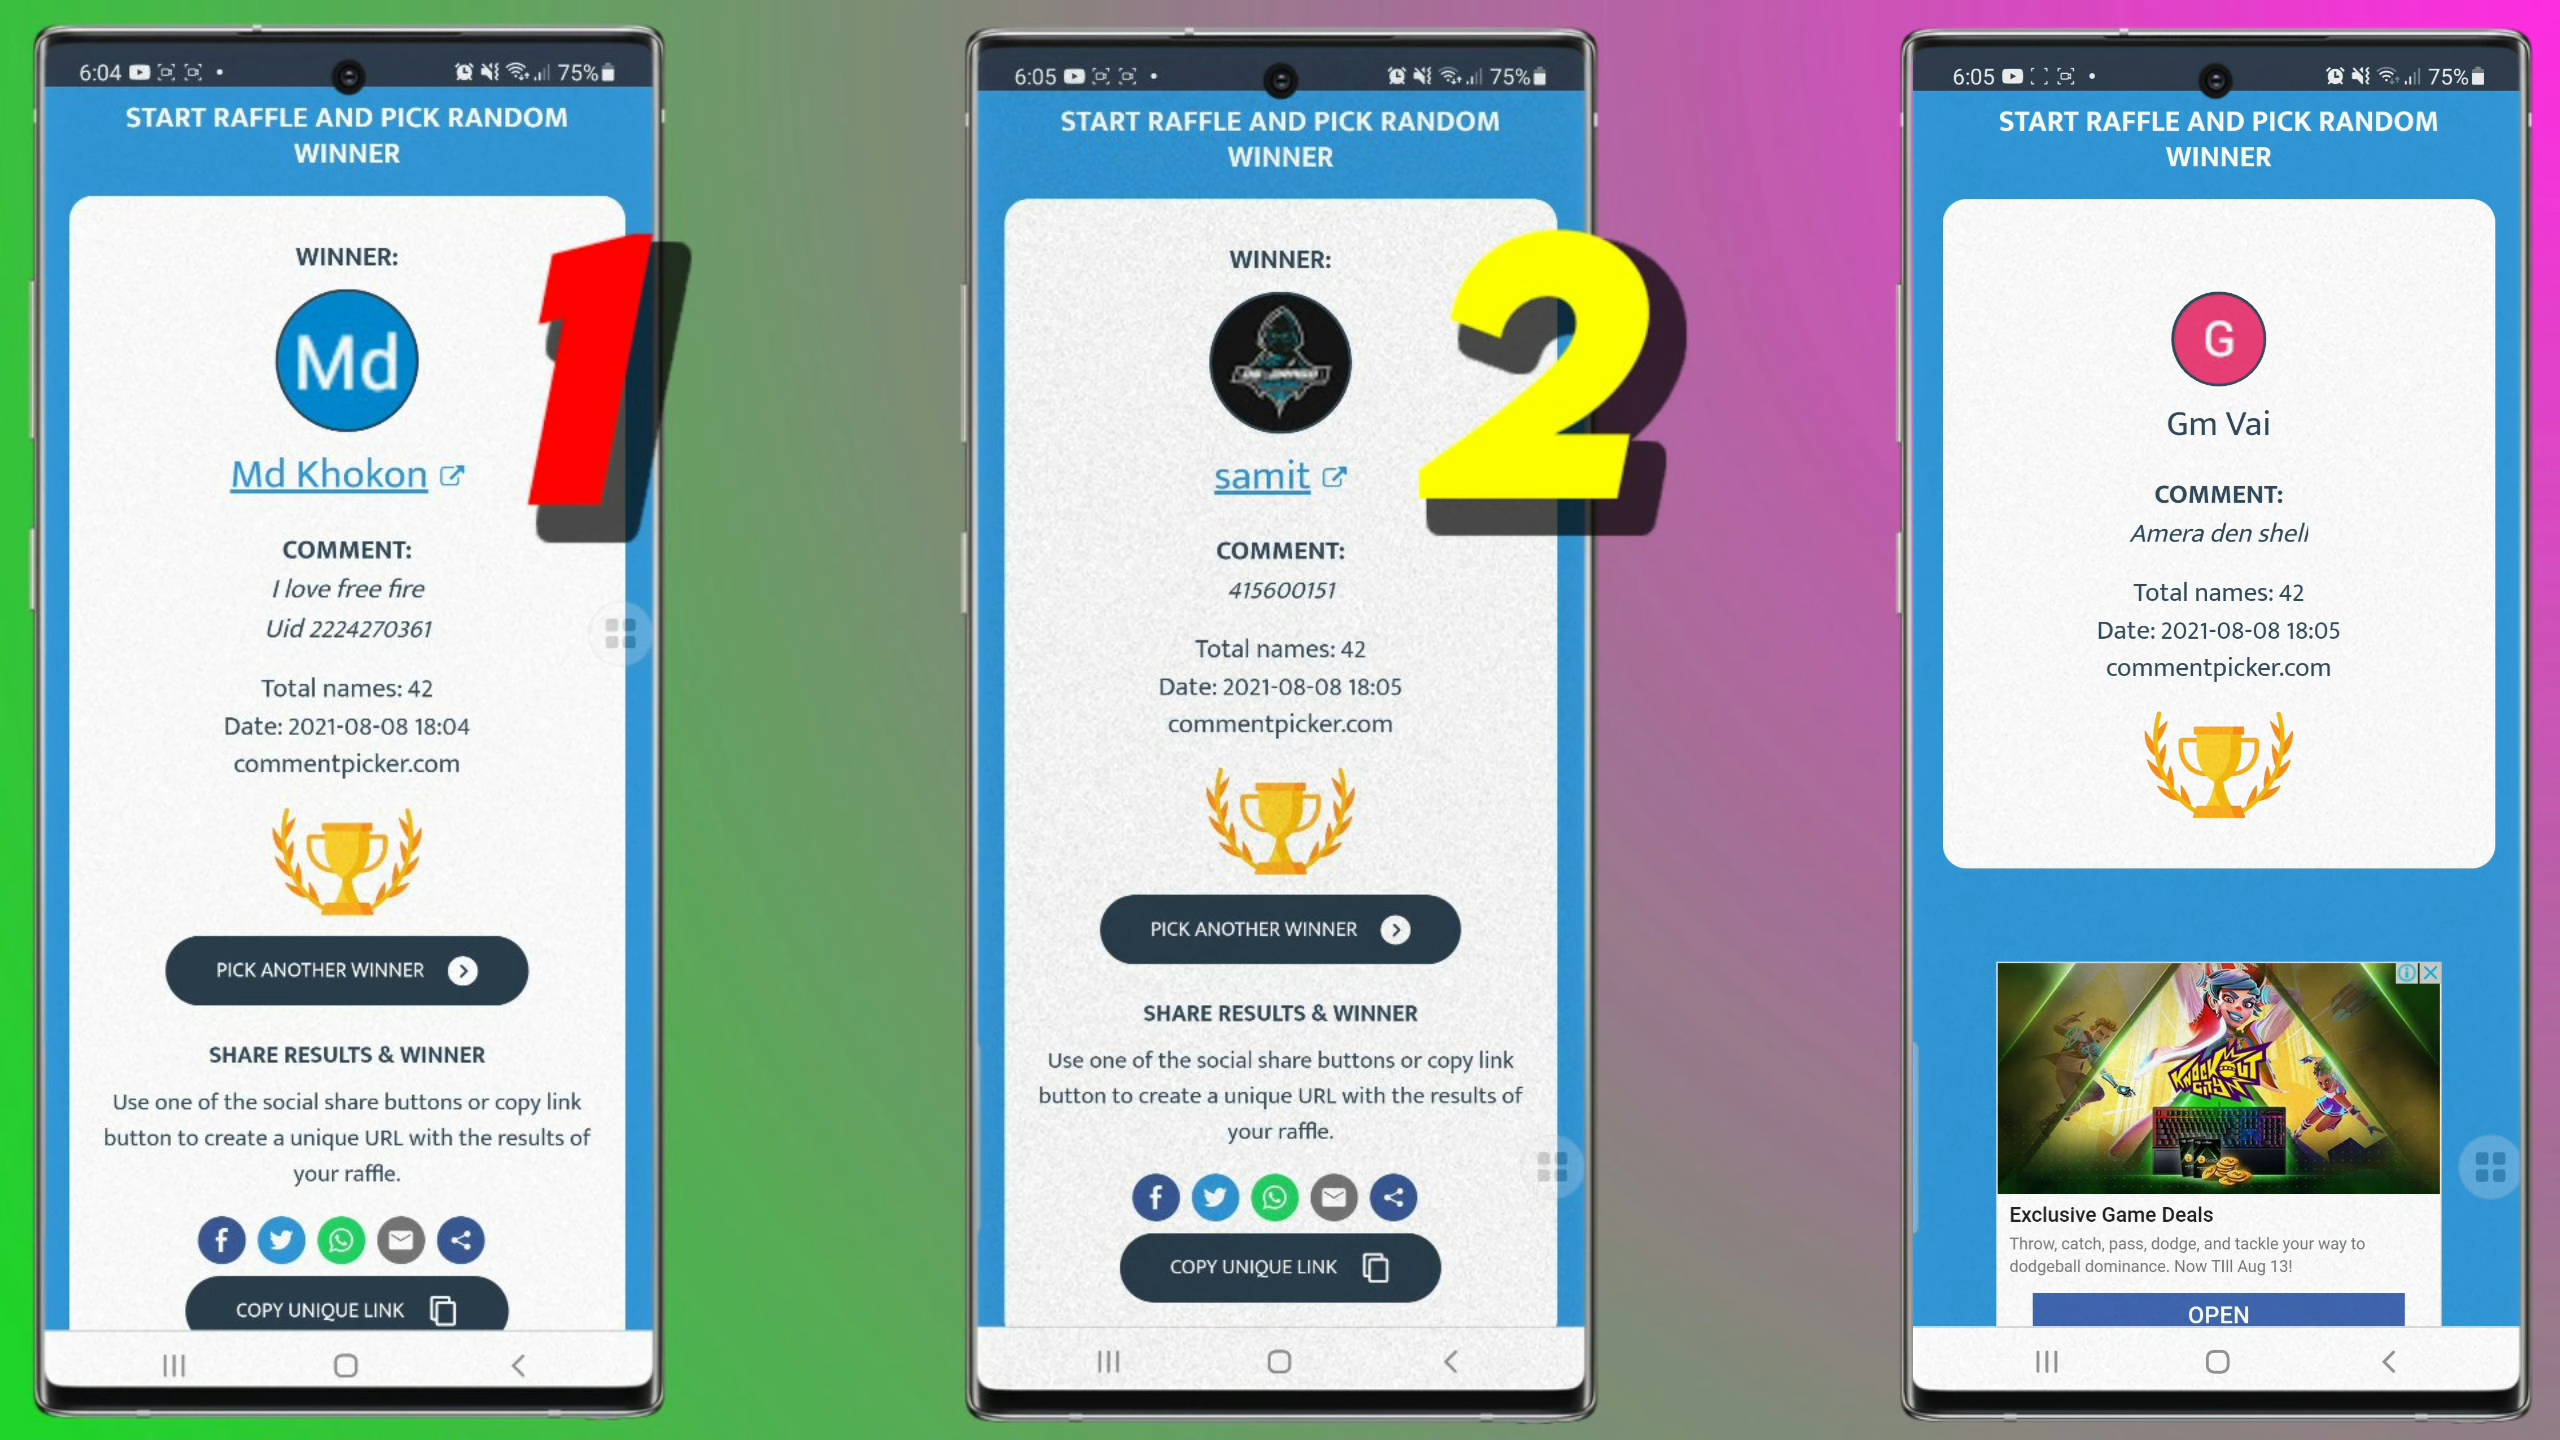 6:04
75%
START RAFFLE AND PICK RANDOM
WINNER
WINNER:
Md
Md Khokon
COMMENT:
I love free fire
Uid 2224270361
Total names: 42
Date: 2021-08-08 18:04
commentpicker.com
PICK ANOTHER WINNER
SHARE RESULTS & WINNER
Use one of the social share buttons or copy link
button to create a unique URL with the results of
your raffle.
COPY UNIQUE LINK
1
6:05
75%
START RAFFLE AND PICK RANDOM
WINNER
WINNER:
samit
COMMENT:
415600151
Total names: 42
Date: 2021-08-08 18:05
commentpicker.com
PICK ANOTHER WINNER
SHARE RESULTS & WINNER
Use one of the social share buttons or copy link
button to create a unique URL with the results of
your raffle.
COPY UNIQUE LINK
2
6:05
75%
START RAFFLE AND PICK RANDOM
WINNER
G
Gm Vai
COMMENT:
Amera den shell
Total names: 42
Date: 2021-08-08 18:05
commentpicker.com
KNOCKOUT
CITY
Exclusive Game Deals
Throw, catch, pass, dodge, and tackle your way to
dodgeball dominance. Now TIll Aug 13!
OPEN